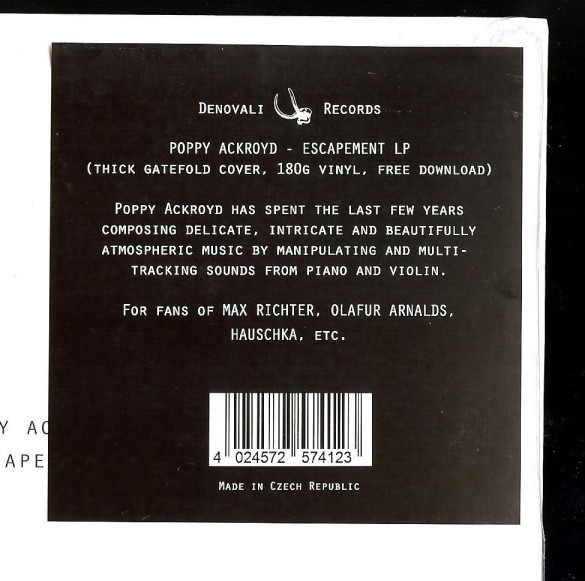 Denovali Records
POPPY ACKROYD - ESCAPEMENT LP
(THICK GATEFOLD COVER, 180G VINYL, FREE DOWNLOAD)
Poppy Ackroyd has spent the last few years
composing delicate, intricate and beautifully
atmospheric music by manipulating and multi-
tracking sounds from piano and violin.
For fans of MAX RICHTER, OLAFUR ARNALDS,
HAUSCHKA, ETC.
Y AC
APE
4 024572 574123
Made in Czech Republic